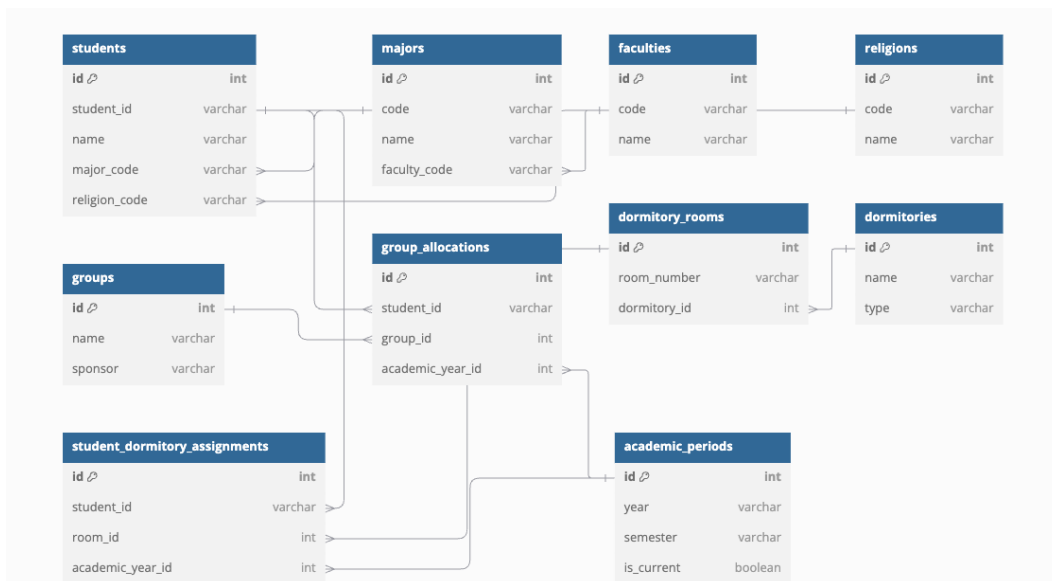 students
id int
student_id varchar
name varchar
major_code varchar
religion_code varchar
majors
id int
code varchar
name varchar
faculty_code varchar
faculties
id int
code varchar
name varchar
religions
id int
code varchar
name varchar
groups
id int
name varchar
sponsor varchar
group_allocations
id int
student_id varchar
group_id int
academic_year_id int
dormitory_rooms
id int
room_number varchar
dormitory_id int
dormitories
id int
name varchar
type varchar
student_dormitory_assignments
id int
student_id varchar
room_id int
academic_year_id int
academic_periods
id int
year varchar
semester varchar
is_current boolean